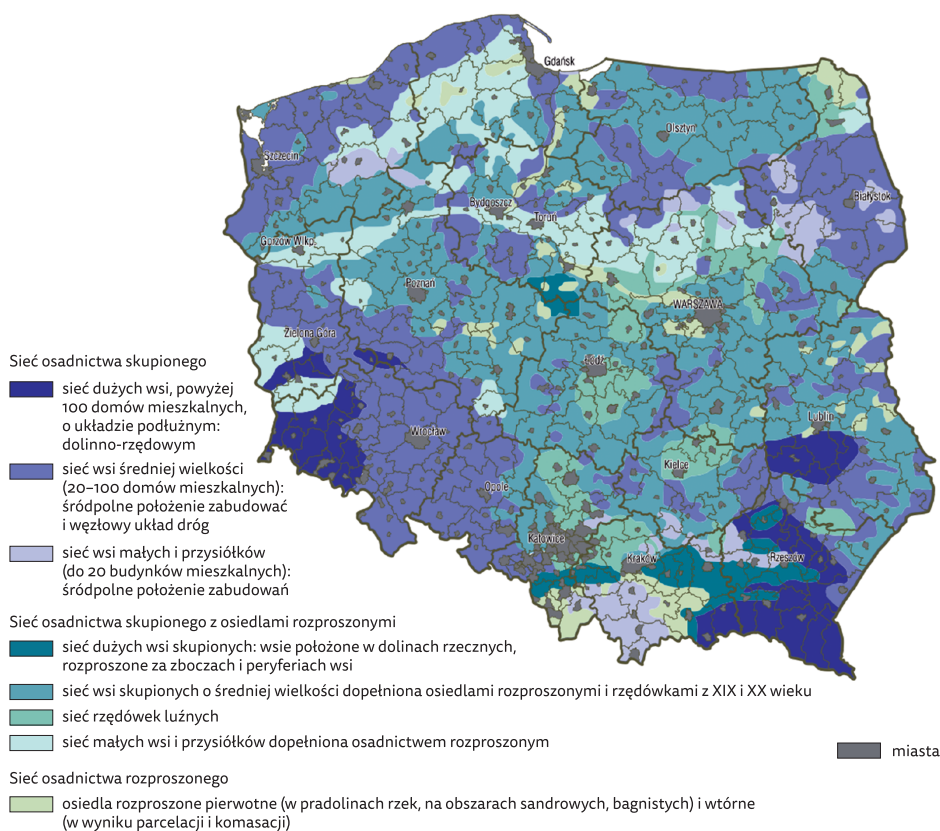 Gdańsk
Olsztyn
Szczecin
Białystok
Bydgoszcz
Toruń
Gorzów Wlkp.
Poznań
WARSZAWA
Zielona Góra
Łódź
Lublin
Wrocław
Kielce
Opole
Katowice
Kraków
Rzeszów
Sieć osadnictwa skupionego
sieć dużych wsi, powyżej
100 domów mieszkalnych,
o układzie podłużnym:
dolinno-rzędowym
sieć wsi średniej wielkości
(20–100 domów mieszkalnych):
śródpolne położenie zabudować
i węzłowy układ dróg
sieć wsi małych i przysiółków
(do 20 budynków mieszkalnych):
śródpolne położenie zabudowań
Sieć osadnictwa skupionego z osiedlami rozproszonymi
sieć dużych wsi skupionych: wsie położone w dolinach rzecznych,
rozproszone za zboczach i peryferiach wsi
sieć wsi skupionych o średniej wielkości dopełniona osiedlami rozproszonymi i rzędówkami z XIX i XX wieku
sieć rzędówek luźnych
sieć małych wsi i przysiółków dopełniona osadnictwem rozproszonym
miasta
Sieć osadnictwa rozproszonego
osiedla rozproszone pierwotne (w pradolinach rzek, na obszarach sandrowych, bagnistych) i wtórne
(w wyniku parcelacji i komasacji)